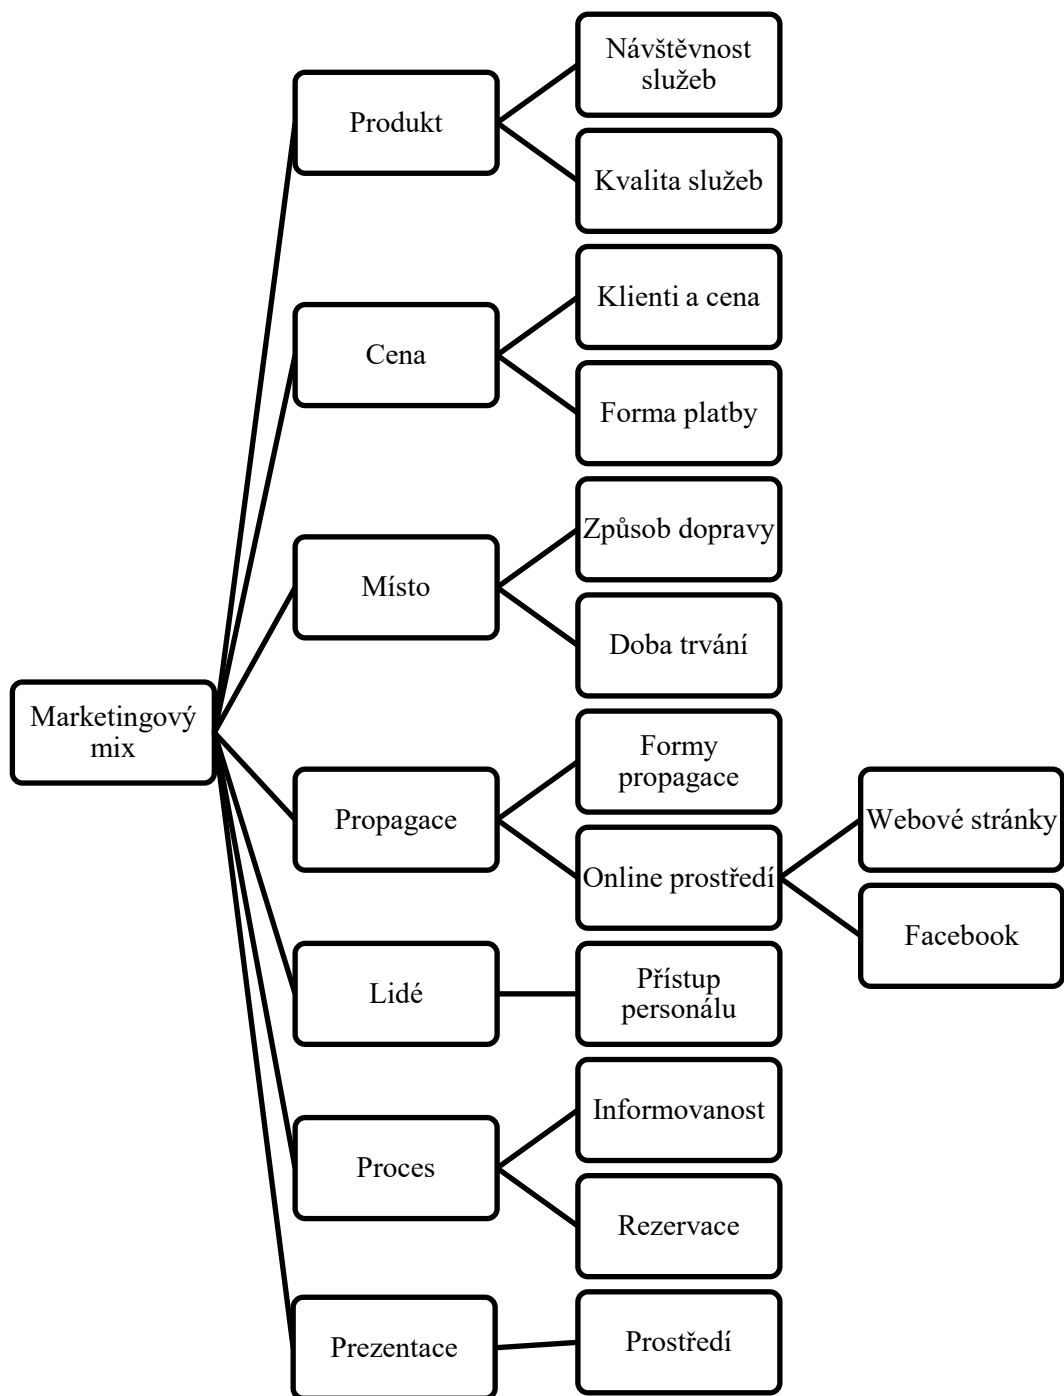 Marketingový
mix
Produkt
Návštěvnost
služeb
Kvalita služeb
Cena
Klienti a cena
Forma platby
Místo
Způsob dopravy
Doba trvání
Propagace
Formy
propagace
Online prostředí
Webové stránky
Facebook
Lidé
Přístup
personálu
Proces
Informovanost
Rezervace
Prezentace
Prostředí